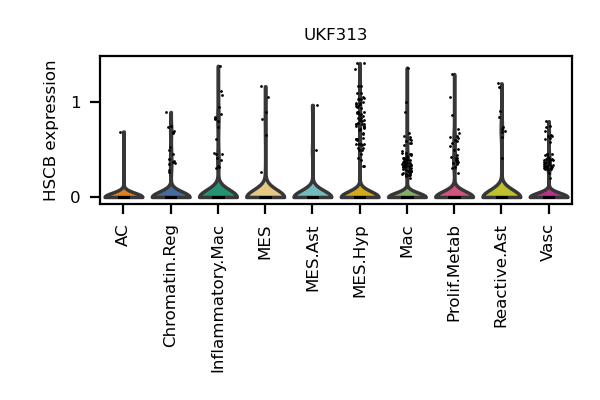 UKF313
HSCB expression
1
0
AC
Chromatin.Reg
Inflammatory.Mac
MES
MES.Ast
MES.Hyp
Mac
Prolif.Metab
Reactive.Ast
Vasc